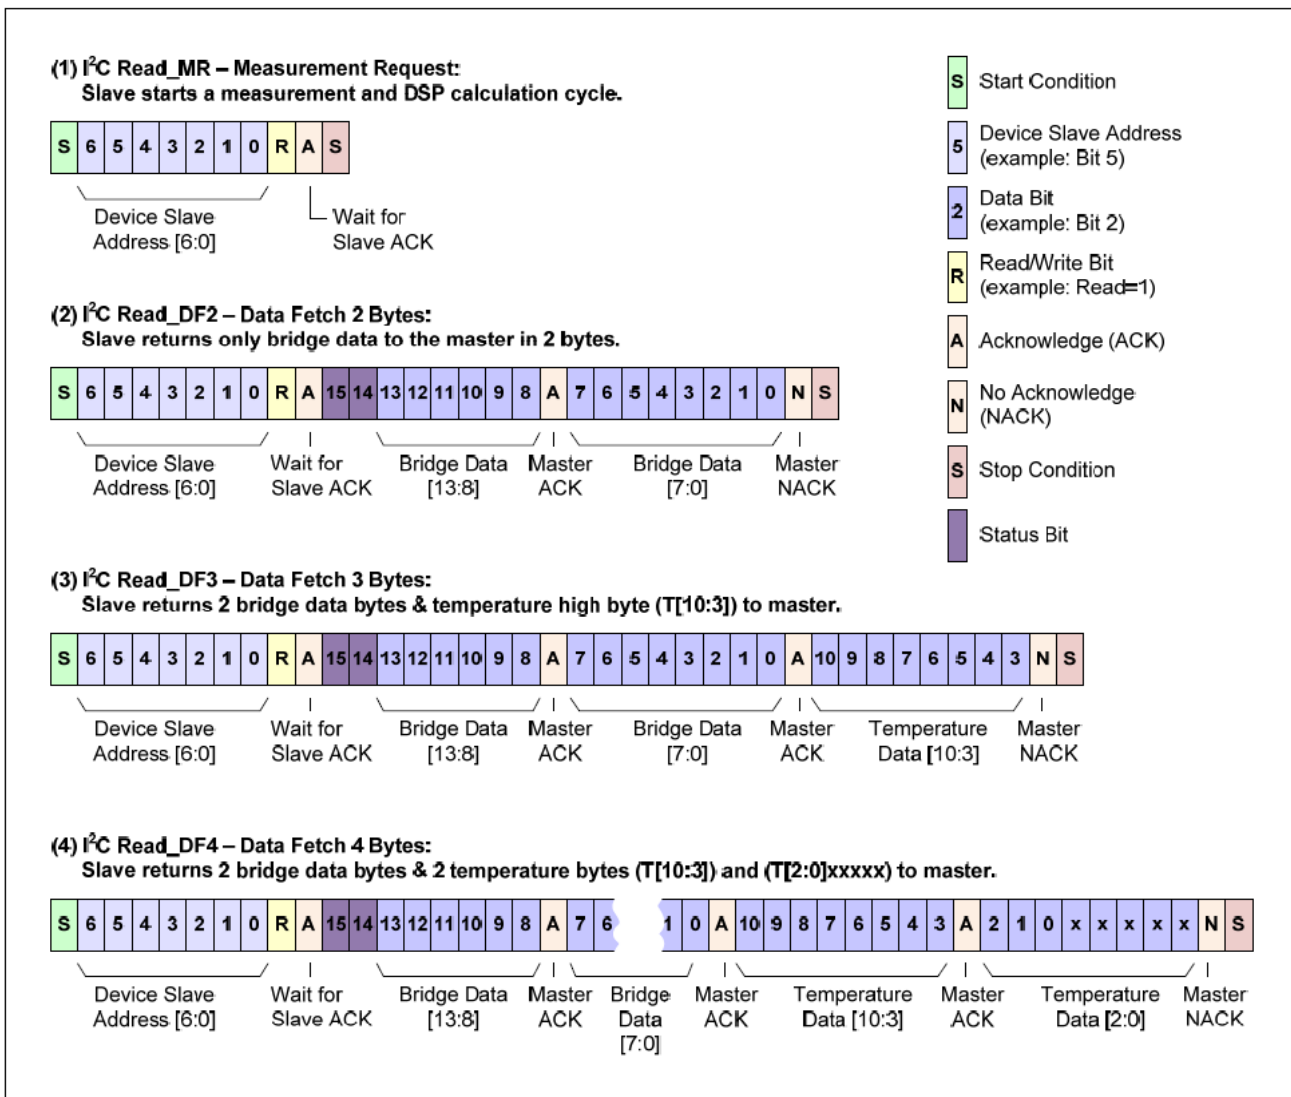 (1) I²C Read_MR – Measurement Request:
Slave starts a measurement and DSP calculation cycle.
S 6 5 4 3 2 1 0 R A S
Device Slave
Address [6:0]
Wait for
Slave ACK
S Start Condition
5 Device Slave Address
(example: Bit 5)
2 Data Bit
(example: Bit 2)
R Read/Write Bit
(example: Read=1)
A Acknowledge (ACK)
N No Acknowledge
(NACK)
S Stop Condition
Status Bit
(2) I²C Read_DF2 – Data Fetch 2 Bytes:
Slave returns only bridge data to the master in 2 bytes.
S 6 5 4 3 2 1 0 R A 15 14 13 12 11 10 9 8 A 7 6 5 4 3 2 1 0 N S
Device Slave
Address [6:0]
Wait for
Slave ACK
Bridge Data
[13:8]
Master
ACK
Bridge Data
[7:0]
Master
NACK
(3) I²C Read_DF3 – Data Fetch 3 Bytes:
Slave returns 2 bridge data bytes & temperature high byte (T[10:3]) to master.
S 6 5 4 3 2 1 0 R A 15 14 13 12 11 10 9 8 A 7 6 5 4 3 2 1 0 A 10 9 8 7 6 5 4 3 N S
Device Slave
Address [6:0]
Wait for
Slave ACK
Bridge Data
[13:8]
Master
ACK
Bridge Data
[7:0]
Master
ACK
Temperature
Data [10:3]
Master
NACK
(4) I²C Read_DF4 – Data Fetch 4 Bytes:
Slave returns 2 bridge data bytes & 2 temperature bytes (T[10:3]) and (T[2:0]xxxxx) to master.
S 6 5 4 3 2 1 0 R A 15 14 13 12 11 10 9 8 A 7 6 1 0 A 10 9 8 7 6 5 4 3 A 2 1 0 x x x x x N S
Device Slave
Address [6:0]
Wait for
Slave ACK
Bridge Data
[13:8]
Master
ACK
Bridge
Data
[7:0]
Master
ACK
Temperature
Data [10:3]
Master
ACK
Temperature
Data [2:0]
Master
NACK